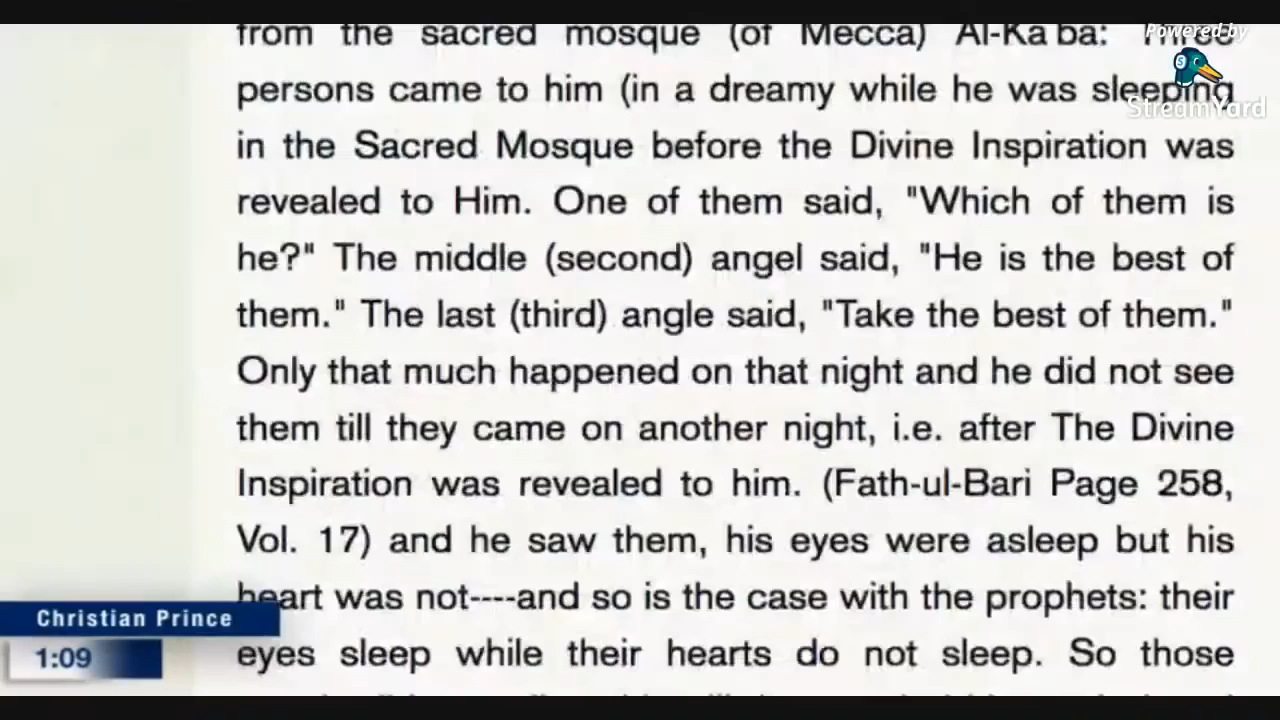 from the sacred mosque (of Mecca) Al-Ka ba: Three
Powered by
persons came to him (in a dreamy while he was sleeping
StreamYard
in the Sacred Mosque before the Divine Inspiration was
revealed to Him. One of them said, "Which of them is
he?" The middle (second) angel said, "He is the best of
them." The last (third) angle said, "Take the best of them."
Only that much happened on that night and he did not see
them till they came on another night, i.e. after The Divine
Inspiration was revealed to him. (Fath-ul-Bari Page 258,
Vol. 17) and he saw them, his eyes were asleep but his
heart was not----and so is the case with the prophets: their
Christian Prince
eyes sleep while their hearts do not sleep. So those
1:09